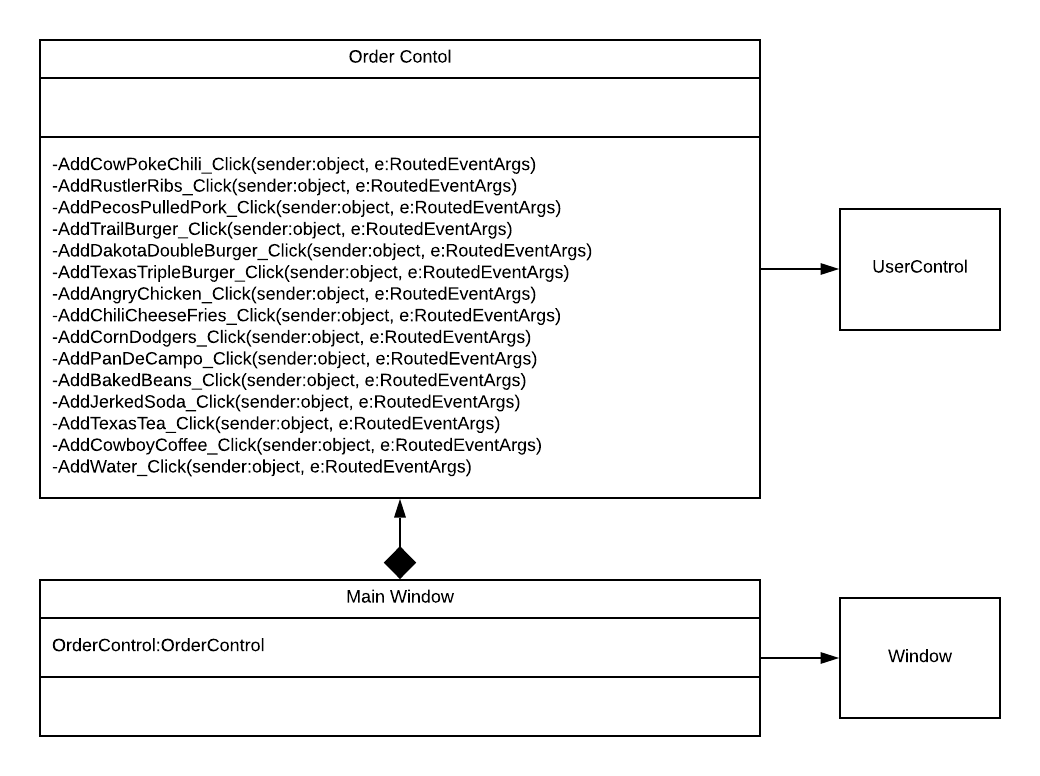 Order Contol
-AddCowPokeChili_Click(sender:object, e:RoutedEventArgs)
-AddRustlerRibs_Click(sender:object, e:RoutedEventArgs)
-AddPecosPulledPork_Click(sender:object, e:RoutedEventArgs)
-AddTrailBurger_Click(sender:object, e:RoutedEventArgs)
-AddDakotaDoubleBurger_Click(sender:object, e:RoutedEventArgs)
-AddTexasTripleBurger_Click(sender:object, e:RoutedEventArgs)
-AddAngryChicken_Click(sender:object, e:RoutedEventArgs)
-AddChiliCheeseFries_Click(sender:object, e:RoutedEventArgs)
-AddCornDodgers_Click(sender:object, e:RoutedEventArgs)
-AddPanDeCampo_Click(sender:object, e:RoutedEventArgs)
-AddBakedBeans_Click(sender:object, e:RoutedEventArgs)
-AddJerkedSoda_Click(sender:object, e:RoutedEventArgs)
-AddTexasTea_Click(sender:object, e:RoutedEventArgs)
-AddCowboyCoffee_Click(sender:object, e:RoutedEventArgs)
-AddWater_Click(sender:object, e:RoutedEventArgs)
UserControl
Main Window
OrderControl:OrderControl
Window